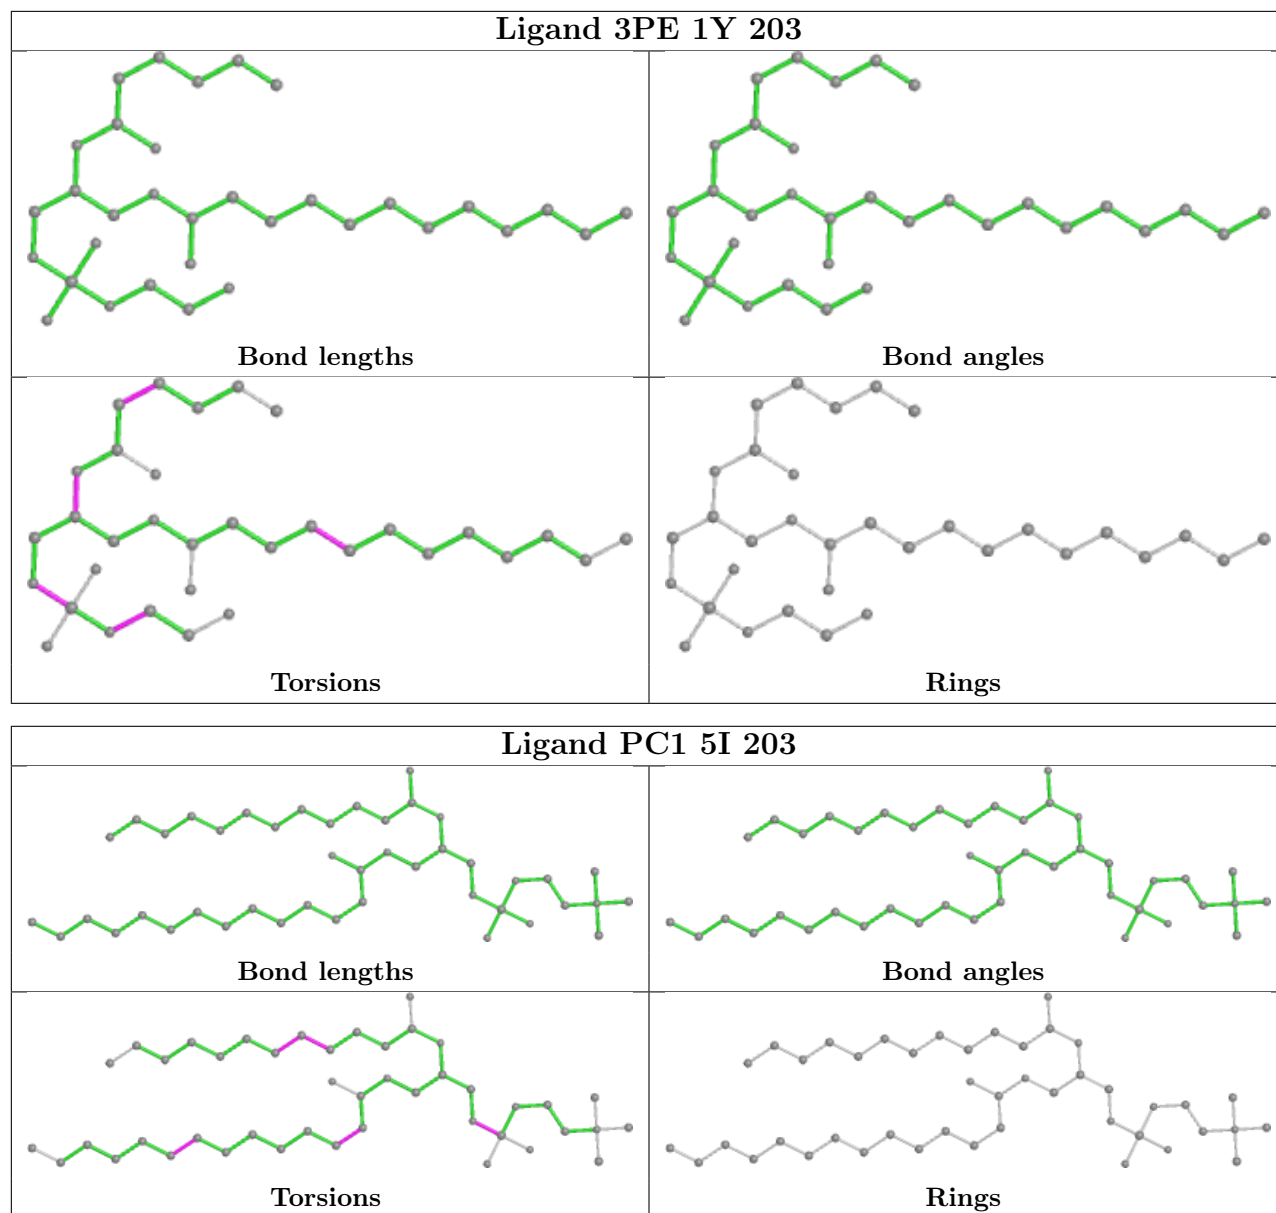 Ligand 3PE 1Y 203
Bond lengths
Bond angles
Torsions
Rings
Ligand PC1 5I 203
Bond lengths
Bond angles
Torsions
Rings